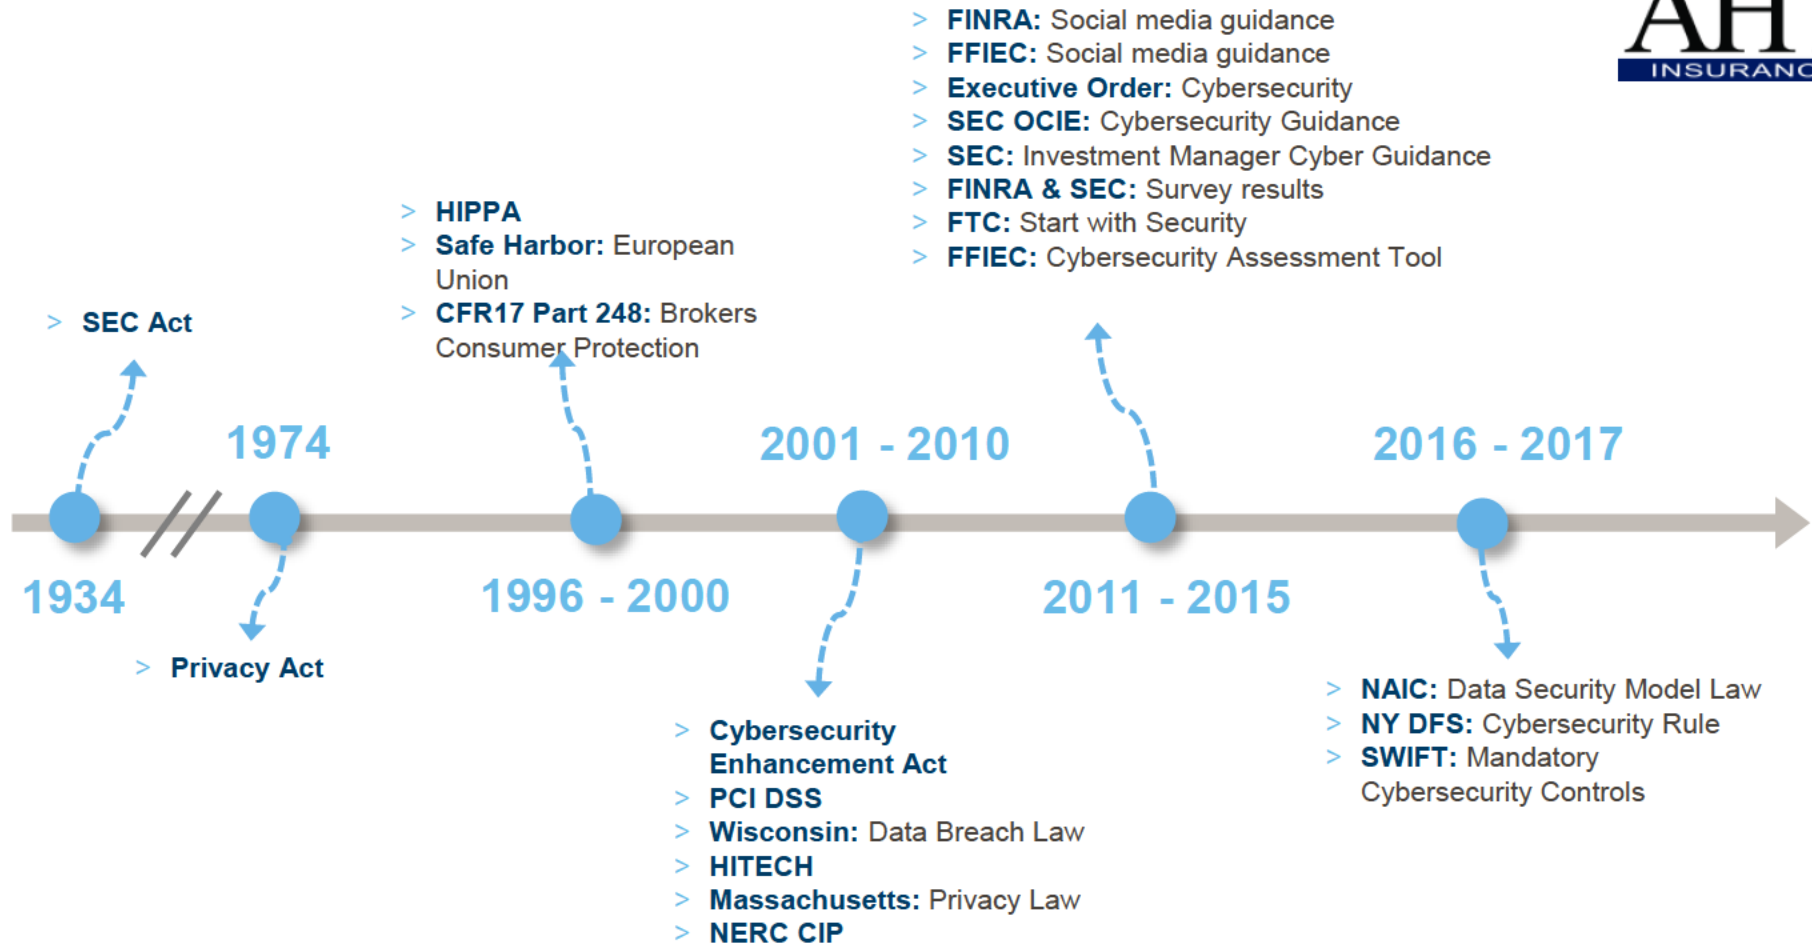 > FINRA: Social media guidance
> FFIEC: Social media guidance
> Executive Order: Cybersecurity
> SEC OCIE: Cybersecurity Guidance
> SEC: Investment Manager Cyber Guidance
> FINRA & SEC: Survey results
> FTC: Start with Security
> FFIEC: Cybersecurity Assessment Tool
AH
> HIPPA
> Safe Harbor: European
Union
> CFR17 Part 248: Brokers
Consumer Protection
> SEC Act
1974
2001 - 2010
2016 - 2017
1934
1996 - 2000
2011 - 2015
> Privacy Act
> Cybersecurity
Enhancement Act
> PCI DSS
> Wisconsin: Data Breach Law
> HITECH
> Massachusetts: Privacy Law
> NERC CIP
> NAIC: Data Security Model Law
> NY DFS: Cybersecurity Rule
> SWIFT: Mandatory
Cybersecurity Controls